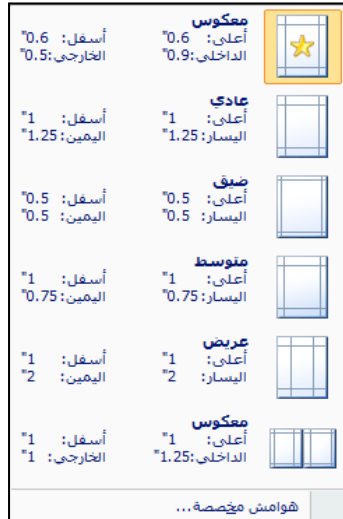 معكوس
أعلى: 0.6" أسفل: 0.6"
الداخلي:0.9" الخارجي:0.5"
عادي
أعلى: 1" أسفل: 1"
اليسار: 1.25" اليمين: 1.25"
ضيق
أعلى: 0.5" أسفل: 0.5"
اليسار: 0.5" اليمين: 0.5"
متوسط
أعلى: 1" أسفل: 1"
اليسار: 0.75" اليمين: 0.75"
عريض
أعلى: 1" أسفل: 1"
اليسار: 2" اليمين: 2"
معكوس
أعلى: 1" أسفل: 1"
الداخلي:1.25" الخارجي: 1"
هوامش مخصصة...